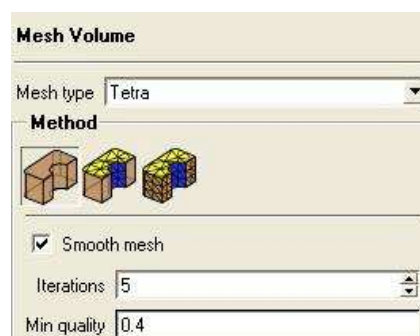 Mesh Volume
Mesh type Tetra
Method
Smooth mesh
Iterations 5
Min quality 0.4